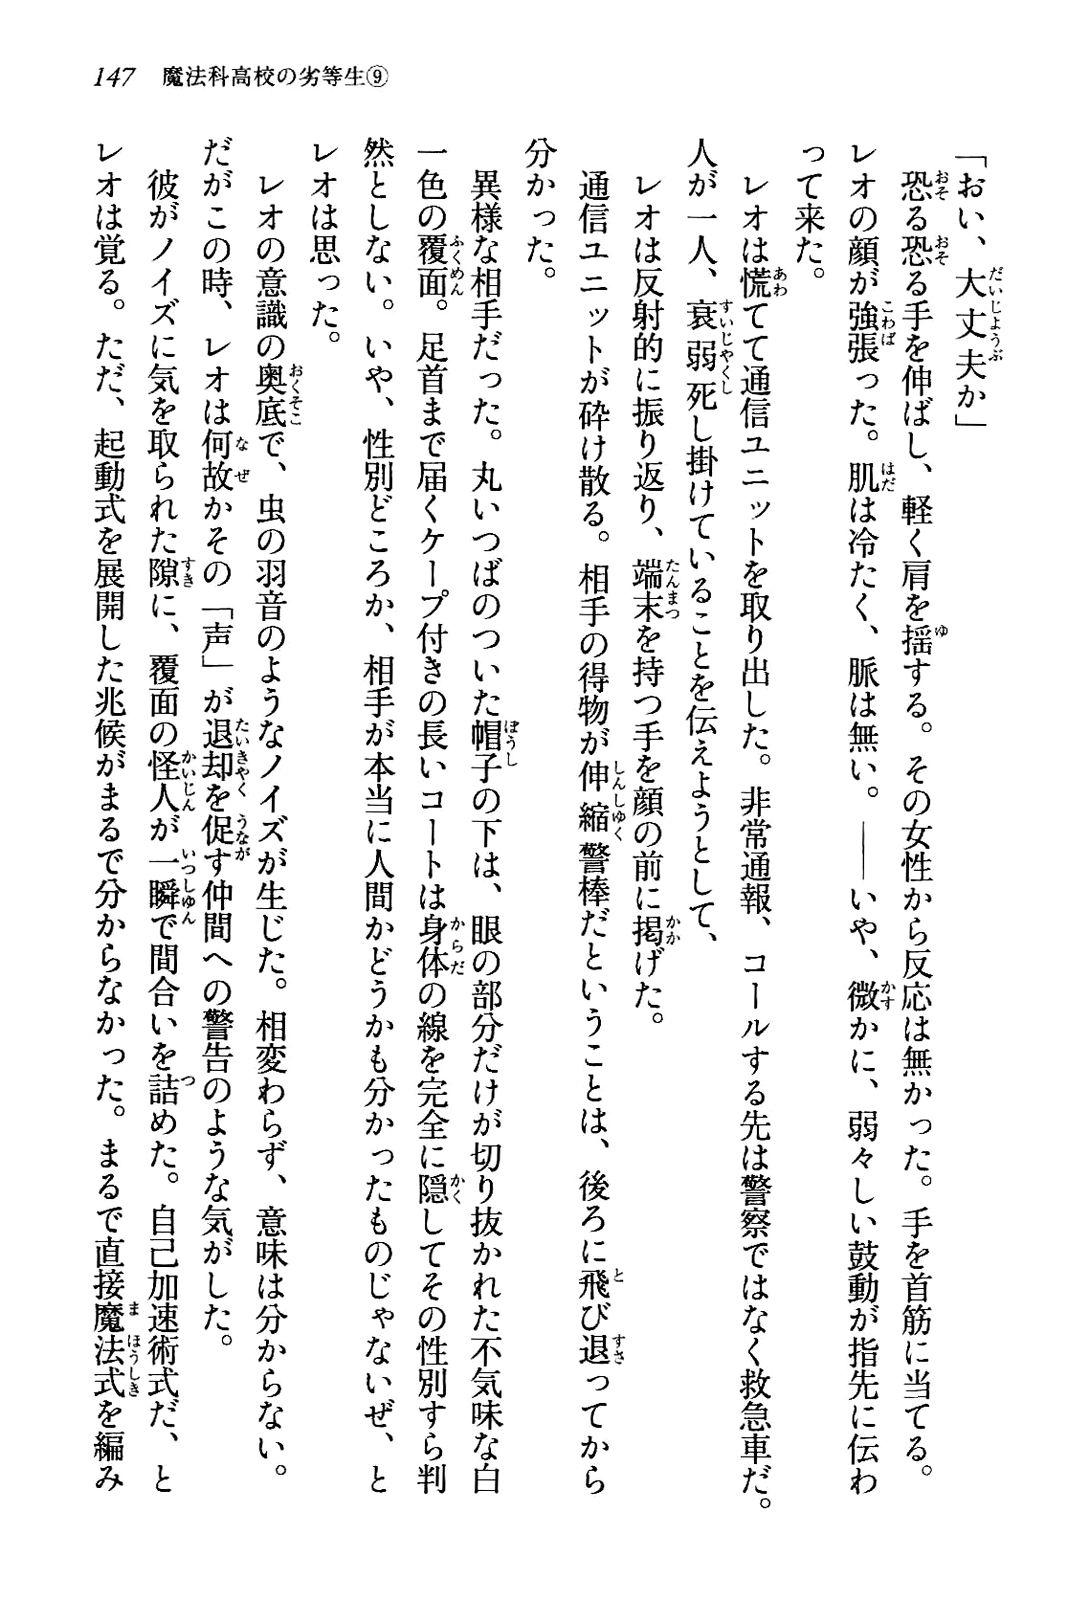 147 魔法科高校の劣等生⑨
「おい、大丈夫か」
恐る恐る手を伸ばし、軽く肩を揺する。その女性から反応は無かった。手を首筋に当てる。
レオの顔が強張った。肌は冷たく、脈は無い。――いや、微かに、弱々しい鼓動が指先に伝わ
って来た。
レオは慌てて通信ユニットを取り出した。非常通報、コールする先は警察ではなく救急車だ。
人が一人、衰弱死し掛けていることを伝えようとして、
レオは反射的に振り返り、端末を持つ手を顔の前に掲げた。
通信ユニットが砕け散る。相手の得物が伸縮警棒だということは、後ろに飛び退ってから
分かった。
異様な相手だった。丸いつばのついた帽子の下は、眼の部分だけが切り抜かれた不気味な白
一色の覆面。足首まで届くケープ付きの長いコートは身体の線を完全に隠してその性別すら判
然としない。いや、性別どころか、相手が本当に人間かどうかも分かったものじゃないぜ、と
レオは思った。
レオの意識の奥底で、虫の羽音のようなノイズが生じた。相変わらず、意味は分からない。
だがこの時、レオは何故かその「声」が退却を促す仲間への警告のような気がした。
彼がノイズに気を取られた隙に、覆面の怪人が一瞬で間合いを詰めた。自己加速術式だ、と
レオは覚る。ただ、起動式を展開した兆候がまるで分からなかった。まるで直接魔法式を編み